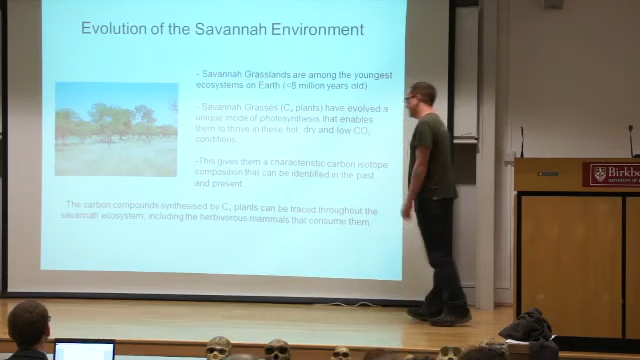 Evolution of the Savannah Environment
- Savannah Grasslands are among the youngest
ecosystems on Earth (<8 million years old).
- Savannah Grasses (C₄ plants) have evolved a
unique mode of photosynthesis that enables
them to thrive in these hot, dry and low CO₂
conditions.
-This gives them a characteristic carbon isotope
composition that can be identified in the past
and present.
The carbon compounds synthesised by C₄ plants can be traced throughout the
savannah ecosystem, including the herbivorous mammals that consume them.